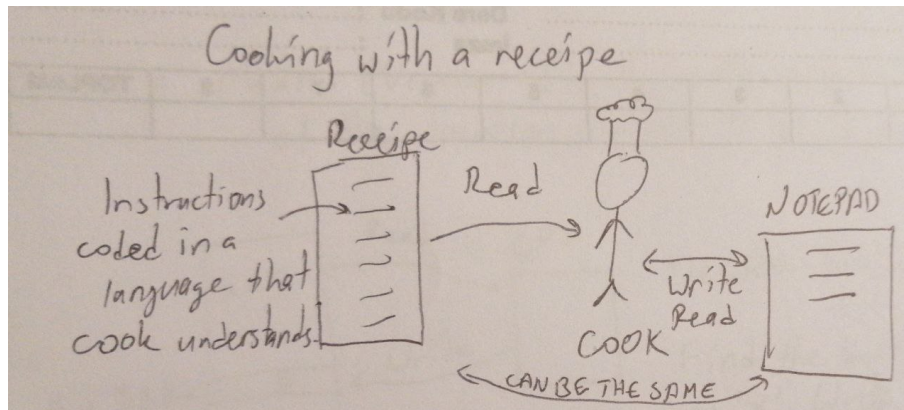 Cooking with a receipe
Receipe
Instructions
coded in a
language that
cook understands.
Read
COOK
Write
Read
NOTEPAD
CAN BE THE SAME